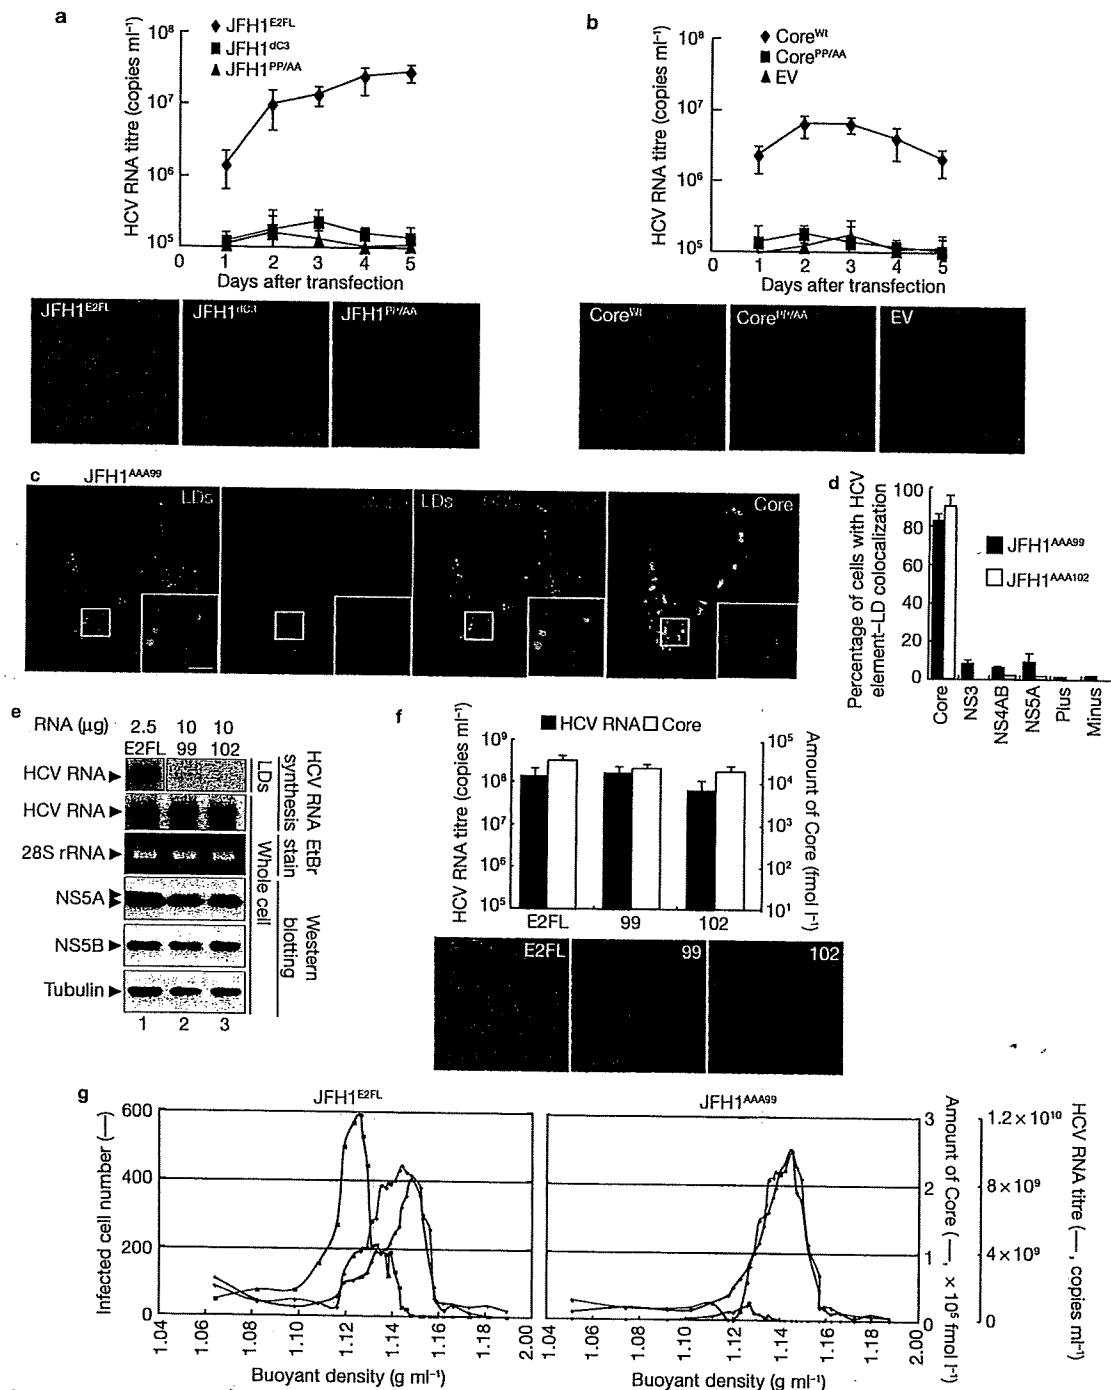 a
10⁸
10⁷
10⁶
10⁵
HCV RNA titre (copies ml⁻¹)
JFH1ᴱ²ᶠᴸ
JFH1ᵈᶜ³
JFH1ᴾᴾ/ᴬᴬ
0 1 2 3 4 5
Days after transfection
JFH1ᴱ²ᶠᴸ
JFH1ᵈᶜ³
JFH1ᴾᴾ/ᴬᴬ
b
10⁸
10⁷
10⁶
10⁵
HCV RNA titre (copies ml⁻¹)
Coreᵂᵗ
Coreᴾᴾ/ᴬᴬ
EV
0 1 2 3 4 5
Days after transfection
Coreᵂᵗ
Coreᴾᴾ/ᴬᴬ
EV
c
JFH1ᴬᴬᴬ⁹⁹
LDs
LDs
Core
d
Percentage of cells with HCV
element–LD colocalization
100
80
60
40
20
0
JFH1ᴬᴬᴬ⁹⁹
JFH1ᴬᴬᴬ¹⁰²
Core
NS3
NS4AB
NS5A
Plus
Minus
e
RNA (µg) 2.5 10 10
E2FL 99 102
HCV RNA
HCV RNA
28S rRNA
NS5A
NS5B
Tubulin
1 2 3
LDs
Whole cell
HCV RNA
synthesis
EtBr
stain
Western
blotting
f
HCV RNA Core
HCV RNA titre (copies ml⁻¹)
10⁹
10⁸
10⁷
10⁶
10⁵
10⁵
10⁴
10³
10²
10¹
Amount of Core (fmol l⁻¹)
E2FL 99 102
E2FL
99
102
g
JFH1ᴱ²ᶠᴸ
Infected cell number (—)
600
400
200
0
1.04 1.06 1.08 1.10 1.12 1.14 1.16 1.18 2.00
Buoyant density (g ml⁻¹)
JFH1ᴬᴬᴬ⁹⁹
1.04 1.06 1.08 1.10 1.12 1.14 1.16 1.18 2.00
Buoyant density (g ml⁻¹)
3
2
1
0
Amount of Core (—, × 10⁵ fmol l⁻¹)
1.2 × 10¹⁰
8 × 10⁹
4 × 10⁹
0
HCV RNA titre (—, copies ml⁻¹)